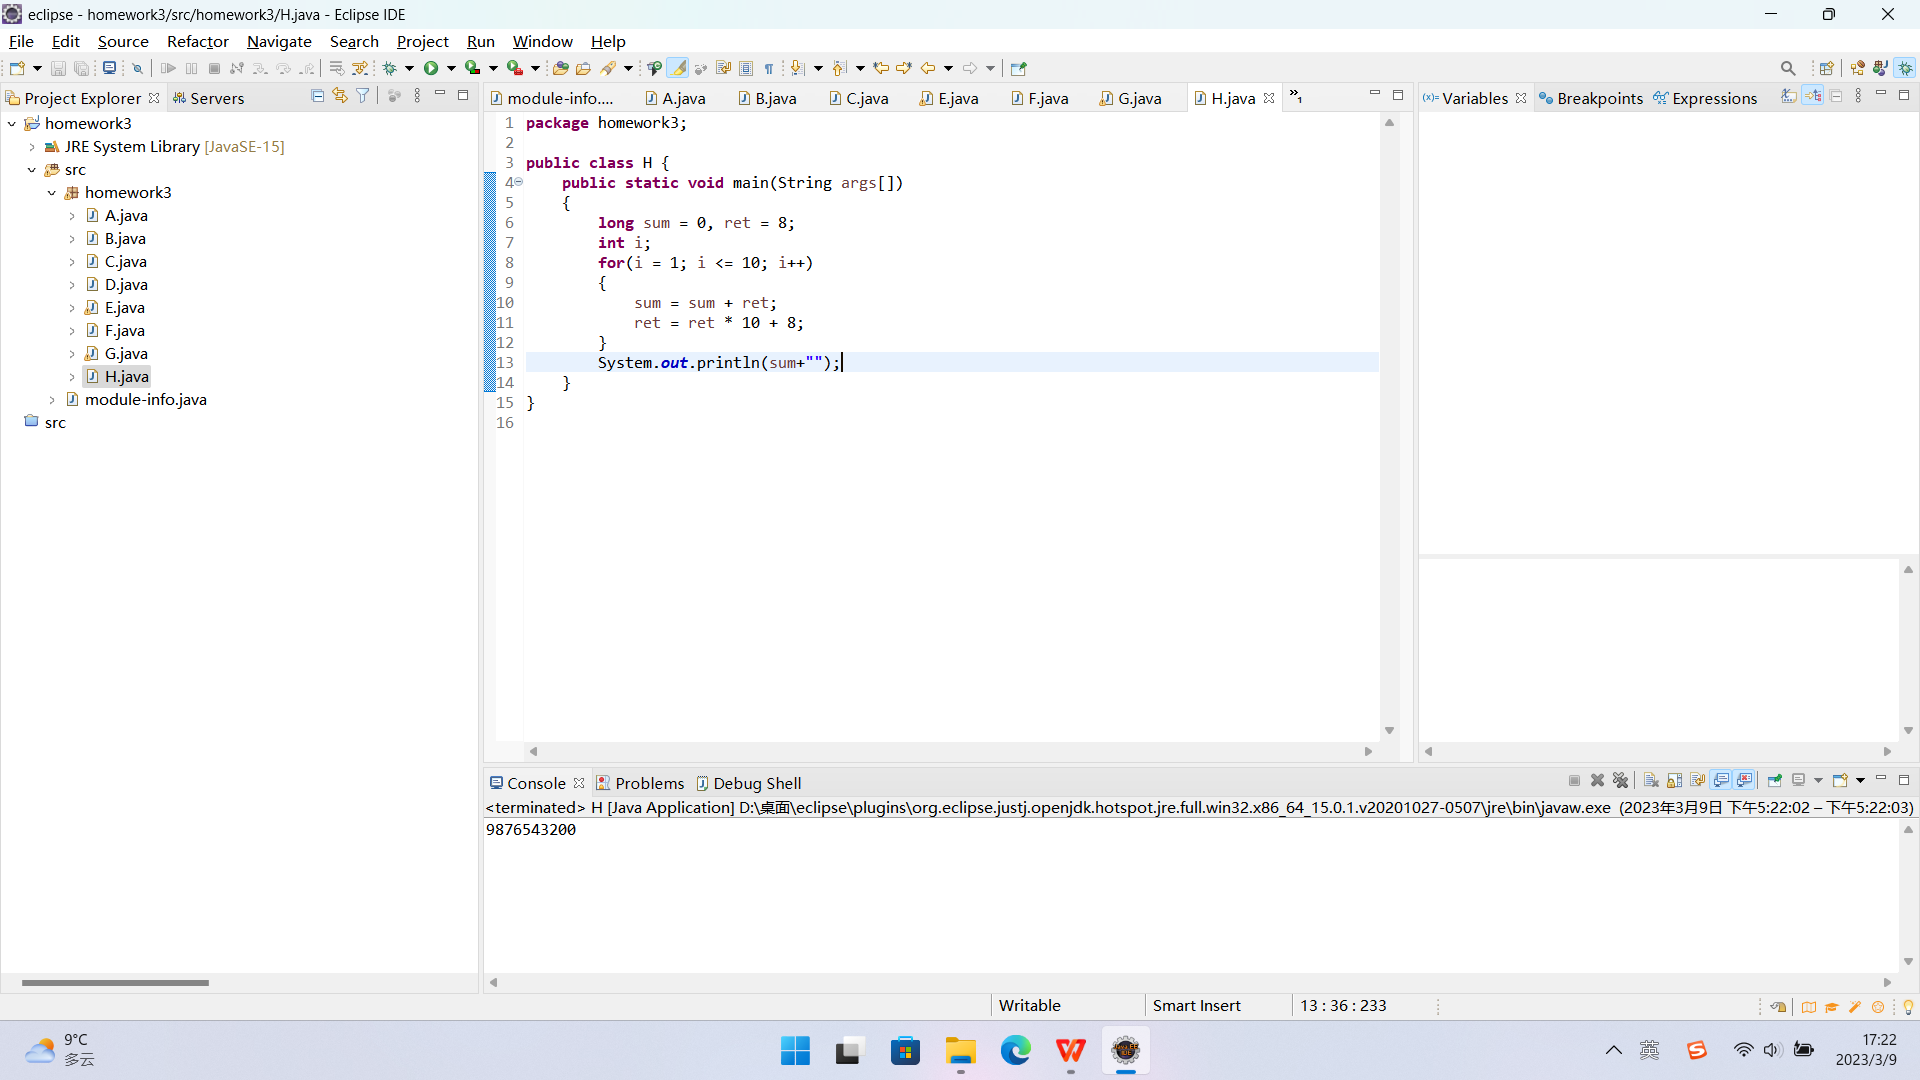 eclipse - homework3/src/homework3/H.java - Eclipse IDE
File Edit Source Refactor Navigate Search Project Run Window Help
Project Explorer Servers
homework3
JRE System Library [JavaSE-15]
src
homework3
A.java
B.java
C.java
D.java
E.java
F.java
G.java
H.java
module-info.java
src
module-info.... A.java B.java C.java E.java F.java G.java H.java »1
1 package homework3;
2
3 public class H {
4 public static void main(String args[])
5 {
6 long sum = 0, ret = 8;
7 int i;
8 for(i = 1; i <= 10; i++)
9 {
10 sum = sum + ret;
11 ret = ret * 10 + 8;
12 }
13 System.out.println(sum+"");
14 }
15 }
16
(x)= Variables Breakpoints Expressions
Console Problems Debug Shell
<terminated> H [Java Application] D:\桌面\eclipse\plugins\org.eclipse.justj.openjdk.hotspot.jre.full.win32.x86_64_15.0.1.v20201027-0507\jre\bin\javaw.exe (2023年3月9日 下午5:22:02 – 下午5:22:03)
9876543200
Writable Smart Insert 13 : 36 : 233
9°C
多云
英
17:22
2023/3/9